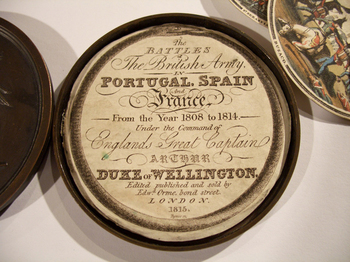 The
BATTLES
of
The British Army.
IN
PORTUGAL, SPAIN
And
France.
From the Year 1808 to 1814.
Under the Command of
Englands Great Captain
ARTHUR
DUKE OF WELLINGTON,
Edited published and sold by
Edwd. Orme, bond street.
LONDON.
1815.